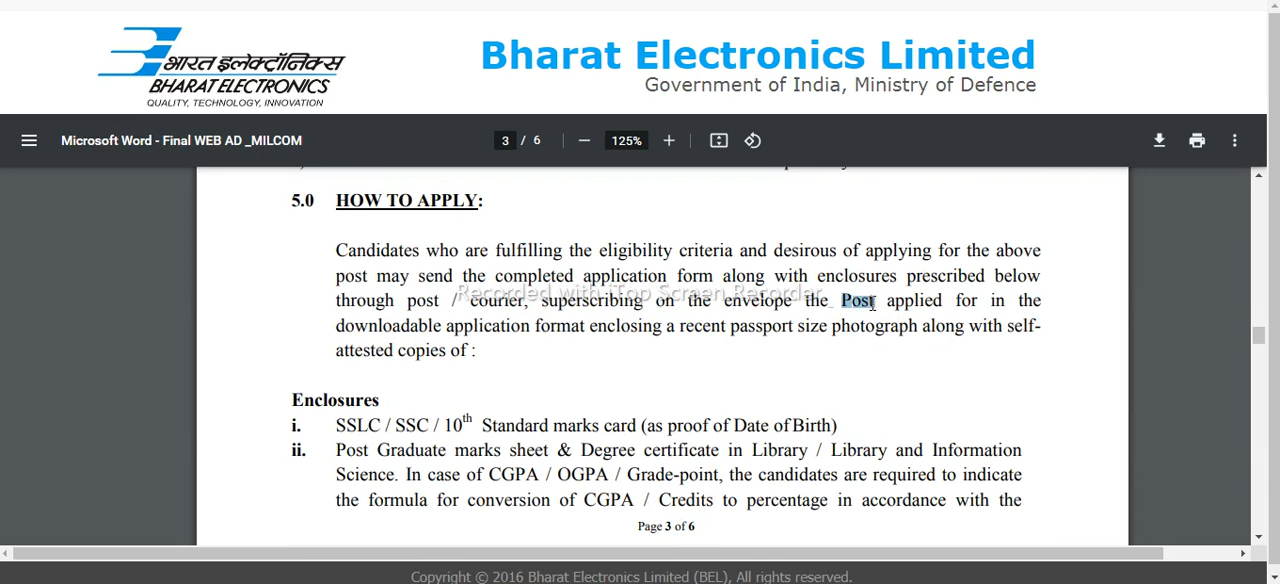 भारत इलेक्ट्रॉनिक्स
BHARAT ELECTRONICS
QUALITY, TECHNOLOGY, INNOVATION
Bharat Electronics Limited
Government of India, Ministry of Defence
Microsoft Word - Final WEB AD _MILCOM
3 / 6
125%
5.0 HOW TO APPLY:
Candidates who are fulfilling the eligibility criteria and desirous of applying for the above
post may send the completed application form along with enclosures prescribed below
Recorded with iTop Screen Recorder
through post / courier, superscribing on the envelope the Post applied for in the
downloadable application format enclosing a recent passport size photograph along with self-
attested copies of :
Enclosures
i. SSLC / SSC / 10th Standard marks card (as proof of Date of Birth)
ii. Post Graduate marks sheet & Degree certificate in Library / Library and Information
Science. In case of CGPA / OGPA / Grade-point, the candidates are required to indicate
the formula for conversion of CGPA / Credits to percentage in accordance with the
Page 3 of 6
Copyright © 2016 Bharat Electronics Limited (BEL), All rights reserved.